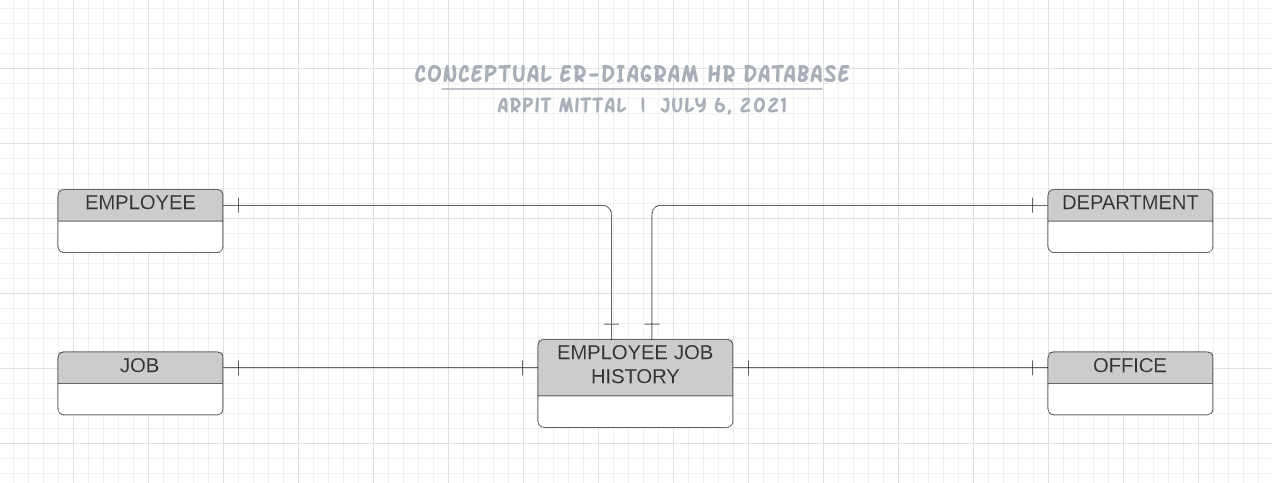 CONCEPTUAL ER-DIAGRAM HR DATABASE
ARPIT MITTAL | JULY 6, 2021
EMPLOYEE
DEPARTMENT
JOB
EMPLOYEE JOB
HISTORY
OFFICE